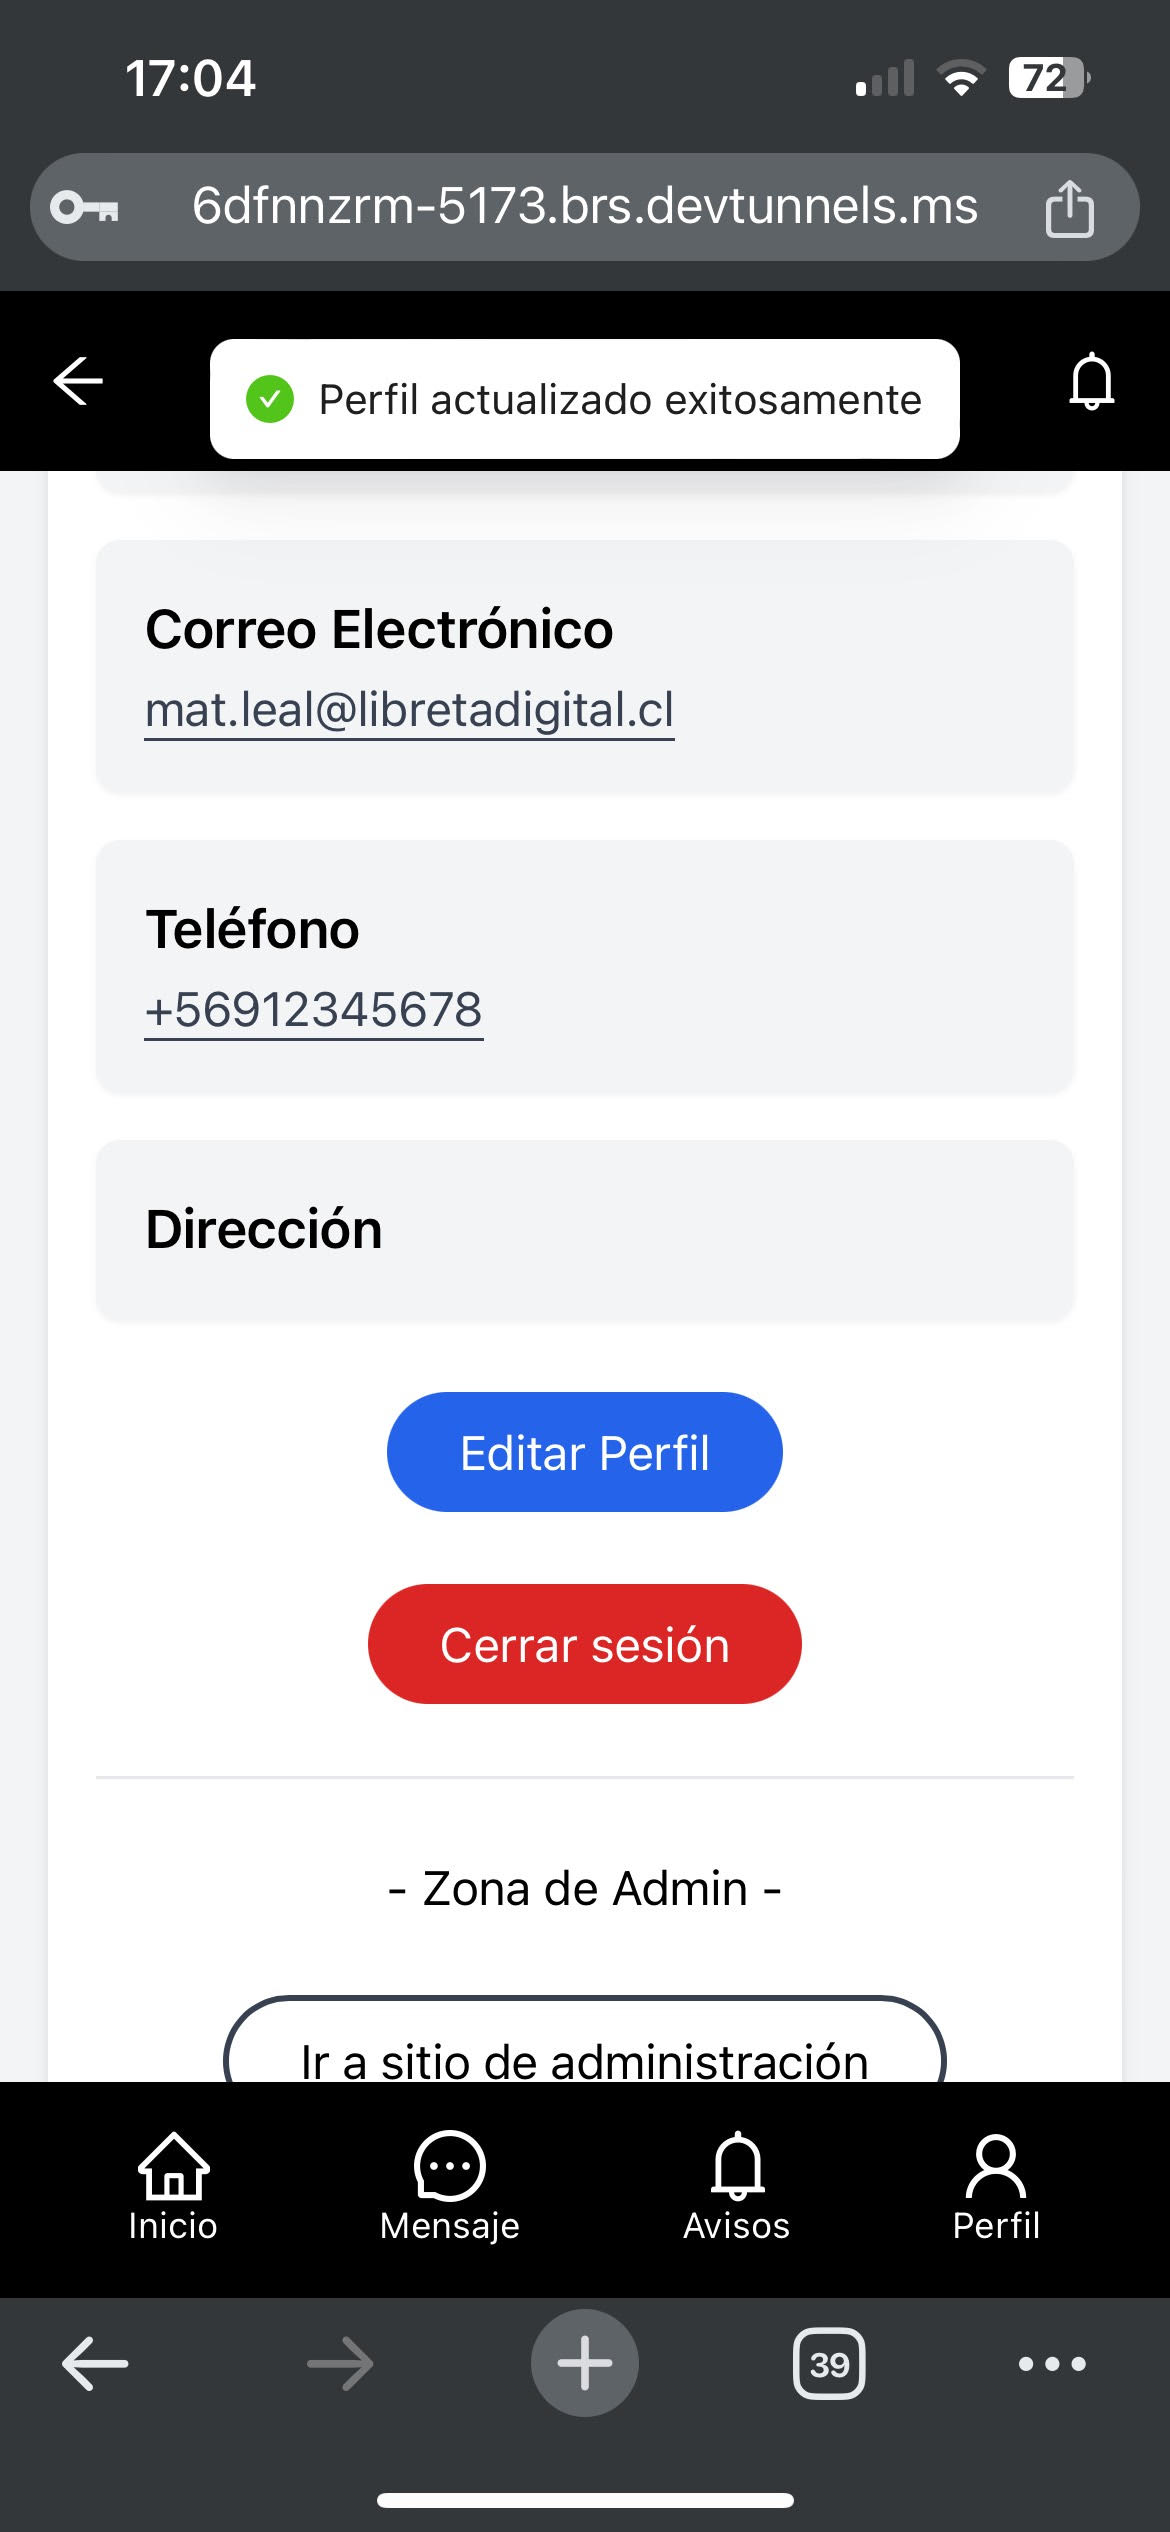 17:04
72
6dfnnzrm-5173.brs.devtunnels.ms
Perfil actualizado exitosamente
Correo Electrónico
mat.leal@libretadigital.cl
Teléfono
+56912345678
Dirección
Editar Perfil
Cerrar sesión
- Zona de Admin -
Ir a sitio de administración
Inicio
Mensaje
Avisos
Perfil
39